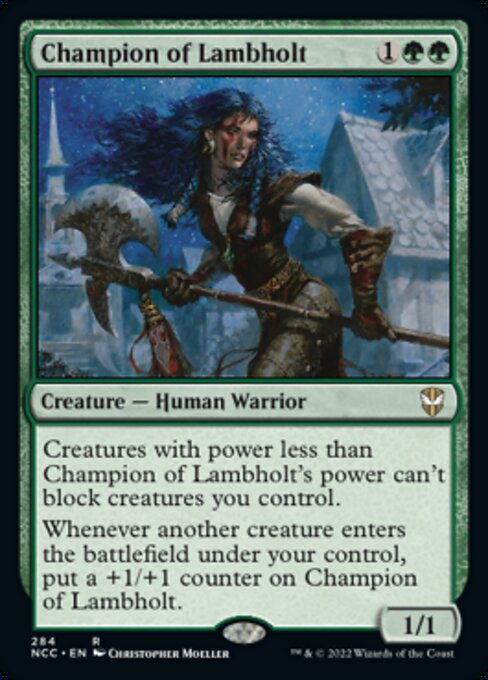 Champion of Lambholt 1
Creature — Human Warrior
Creatures with power less than
Champion of Lambholt's power can't
block creatures you control.
Whenever another creature enters
the battlefield under your control,
put a +1/+1 counter on Champion
of Lambholt.
1/1
284 R
NCC • EN Christopher Moeller
™ & © 2022 Wizards of the Coast